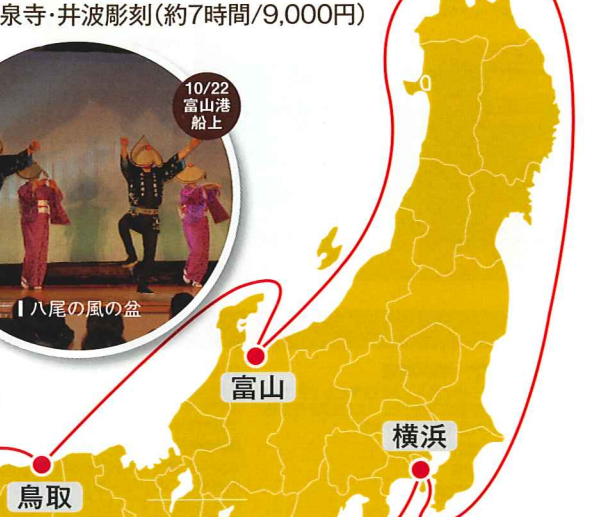 泉寺・井波彫刻(約7時間/9,000円)
10/22
富山港
船上
八尾の風の盆
富山
横浜
鳥取